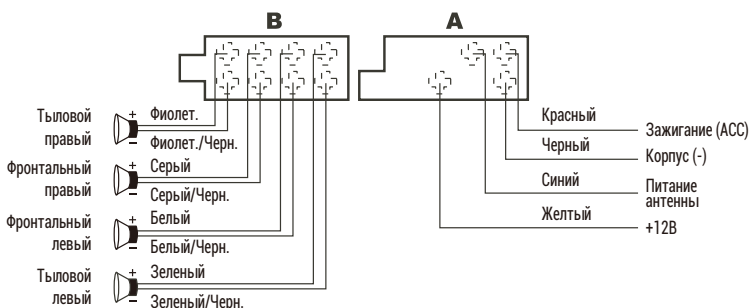 B
A
Тыловой
правый
+
Фиолет.
–
Фиолет./Черн.
Фронтальный
правый
+
Серый
–
Серый/Черн.
Фронтальный
левый
+
Белый
–
Белый/Черн.
Тыловой
левый
+
Зеленый
–
Зеленый/Черн.
Красный
Зажигание (ACC)
Черный
Корпус (-)
Синий
Питание
антенны
Желтый
+12В